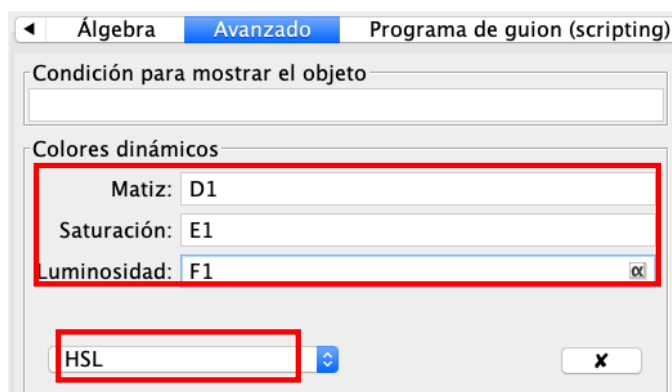 Álgebra Avanzado Programa de guion (scripting)
Condición para mostrar el objeto
Colores dinámicos
Matiz: D1
Saturación: E1
Luminosidad: F1 α
HSL ✘